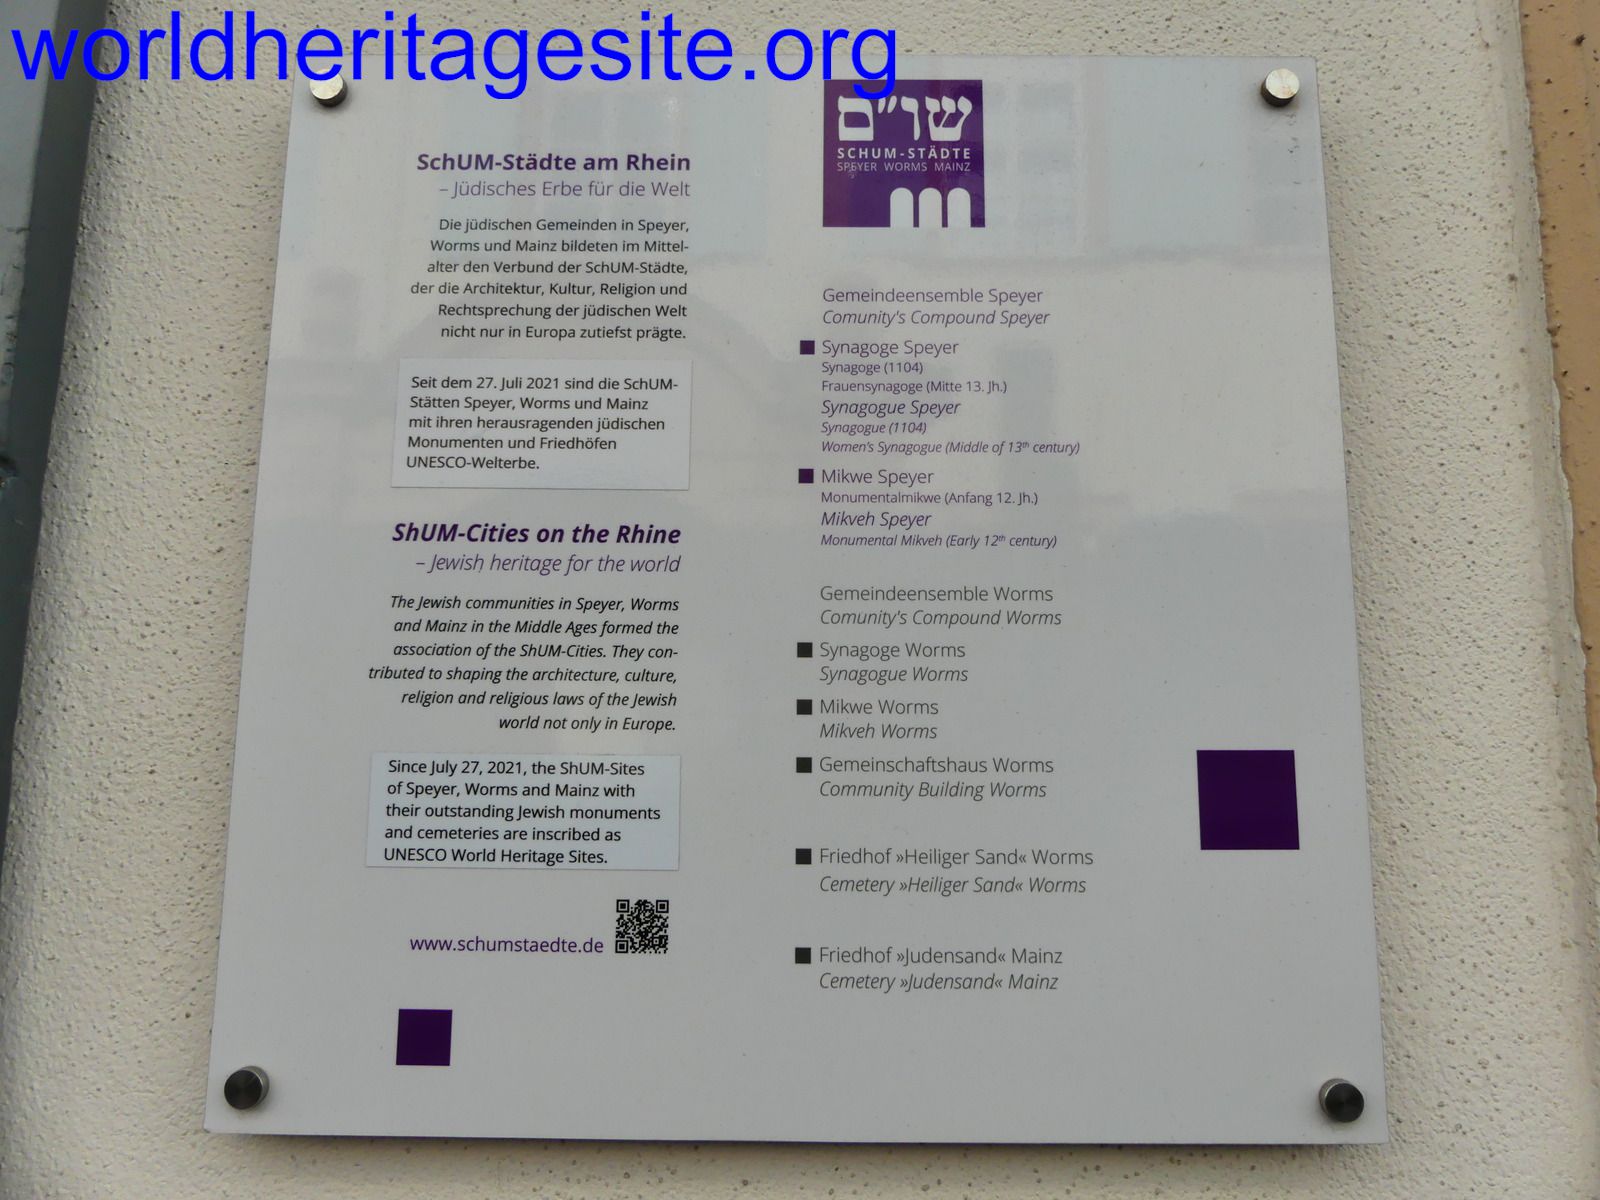 worldheritagesite.org
SchUM-Städte am Rhein
– Jüdisches Erbe für die Welt
Die jüdischen Gemeinden in Speyer,
Worms und Mainz bildeten im Mittel-
alter den Verbund der SchUM-Städte,
der die Architektur, Kultur, Religion und
Rechtsprechung der jüdischen Welt
nicht nur in Europa zutiefst prägte.
Seit dem 27. Juli 2021 sind die SchUM-
Stätten Speyer, Worms und Mainz
mit ihren herausragenden jüdischen
Monumenten und Friedhöfen
UNESCO-Welterbe.
ShUM-Cities on the Rhine
– Jewish heritage for the world
The Jewish communities in Speyer, Worms
and Mainz in the Middle Ages formed the
association of the ShUM-Cities. They con-
tributed to shaping the architecture, culture,
religion and religious laws of the Jewish
world not only in Europe.
Since July 27, 2021, the ShUM-Sites
of Speyer, Worms and Mainz with
their outstanding Jewish monuments
and cemeteries are inscribed as
UNESCO World Heritage Sites.
www.schumstaedte.de
שו״ם
SCHUM-STÄDTE
SPEYER WORMS MAINZ
Gemeindeensemble Speyer
Comunity's Compound Speyer
Synagoge Speyer
Synagoge (1104)
Frauensynagoge (Mitte 13. Jh.)
Synagogue Speyer
Synagogue (1104)
Women's Synagogue (Middle of 13th century)
Mikwe Speyer
Monumentalmikwe (Anfang 12. Jh.)
Mikveh Speyer
Monumental Mikveh (Early 12th century)
Gemeindeensemble Worms
Comunity's Compound Worms
Synagoge Worms
Synagogue Worms
Mikwe Worms
Mikveh Worms
Gemeinschaftshaus Worms
Community Building Worms
Friedhof »Heiliger Sand« Worms
Cemetery »Heiliger Sand« Worms
Friedhof »Judensand« Mainz
Cemetery »Judensand« Mainz